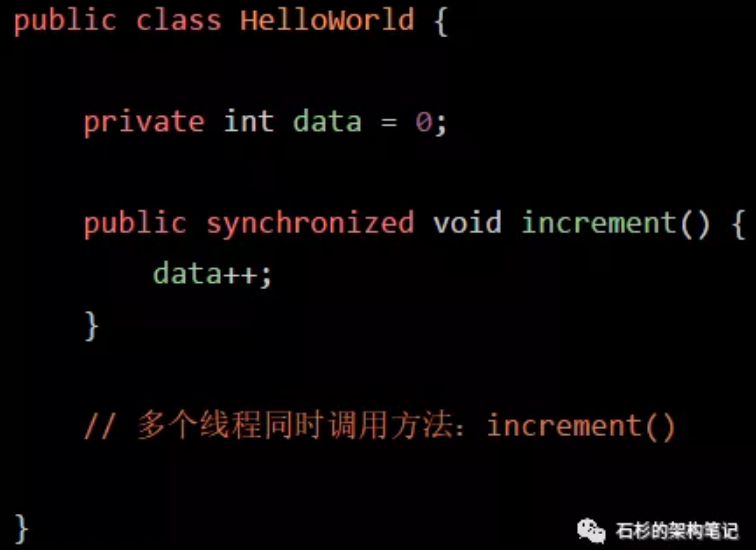 public class HelloWorld {
private int data = 0;
public synchronized void increment() {
data++;
}
// 多个线程同时调用方法：increment()
}
石杉的架构笔记